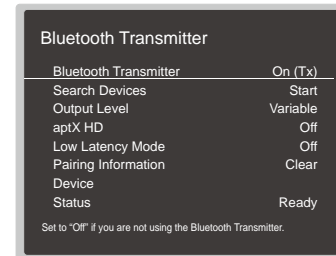 Bluetooth Transmitter
Bluetooth Transmitter On (Tx)
Search Devices Start
Output Level Variable
aptX HD Off
Low Latency Mode Off
Pairing Information Clear
Device
Status Ready
Set to “Off” if you are not using the Bluetooth Transmitter.